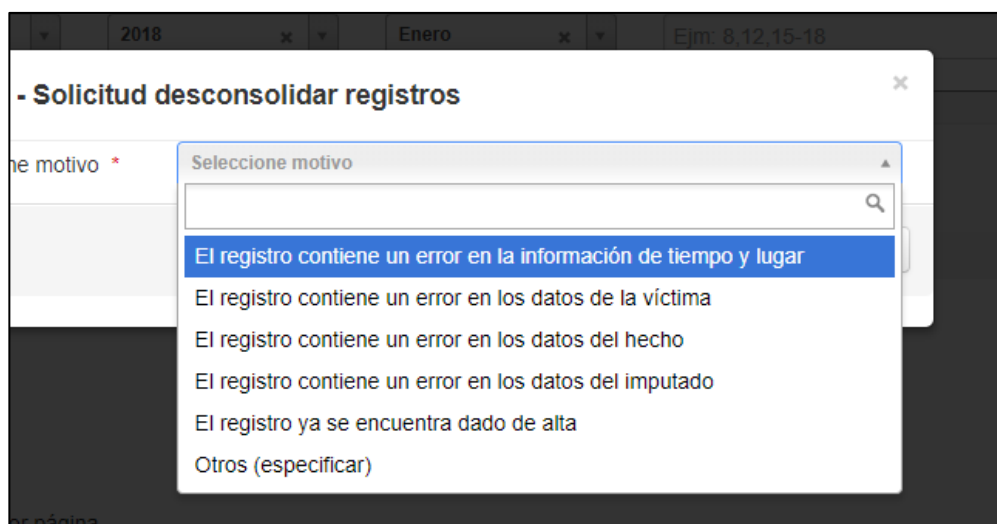 2018 × Enero × Ejm: 8,12,15-18
- Solicitud desconsolidar registros ×
ne motivo * Seleccione motivo
El registro contiene un error en la información de tiempo y lugar
El registro contiene un error en los datos de la víctima
El registro contiene un error en los datos del hecho
El registro contiene un error en los datos del imputado
El registro ya se encuentra dado de alta
Otros (especificar)
or página